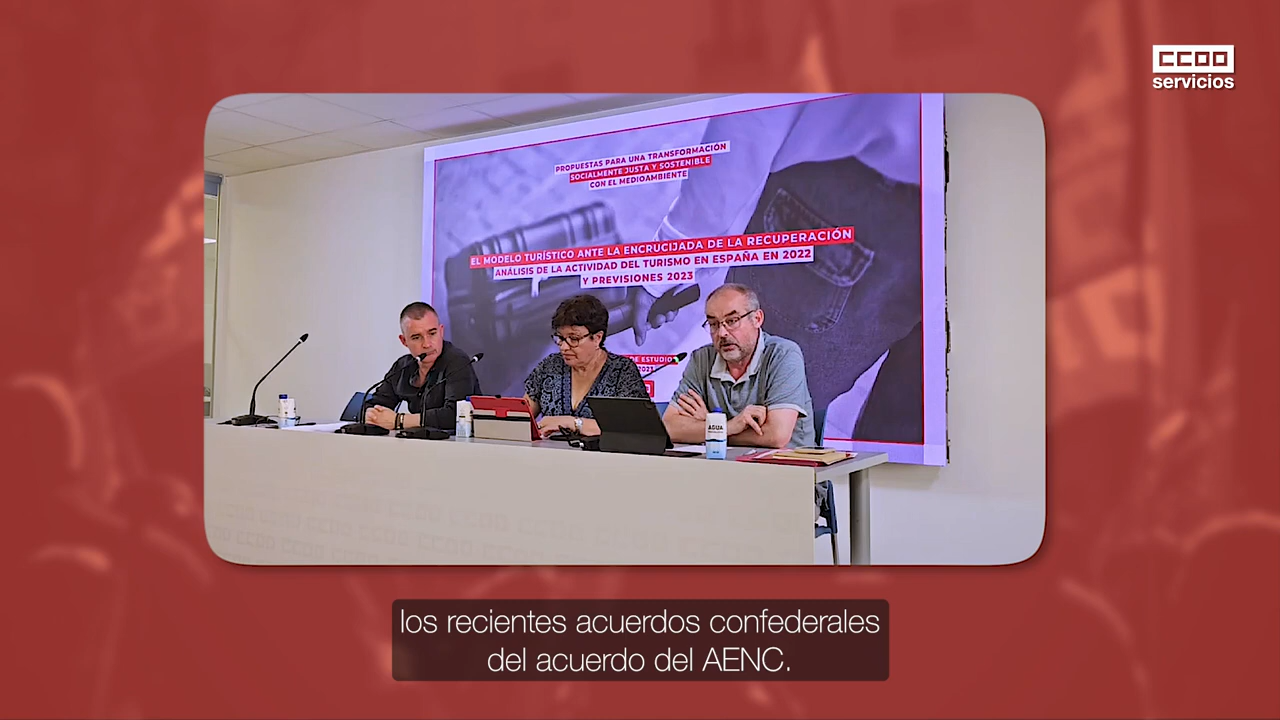 CCOO
servicios
PROPUESTAS PARA UNA TRANSFORMACIÓN
SOCIALMENTE JUSTA Y SOSTENIBLE
CON EL MEDIOAMBIENTE
EL MODELO TURÍSTICO ANTE LA ENCRUCIJADA DE LA RECUPERACIÓN
ANÁLISIS DE LA ACTIVIDAD DEL TURISMO EN ESPAÑA EN 2022
Y PREVISIONES 2023
DE ESTUDIO
AGUA
los recientes acuerdos confederales
del acuerdo del AENC.